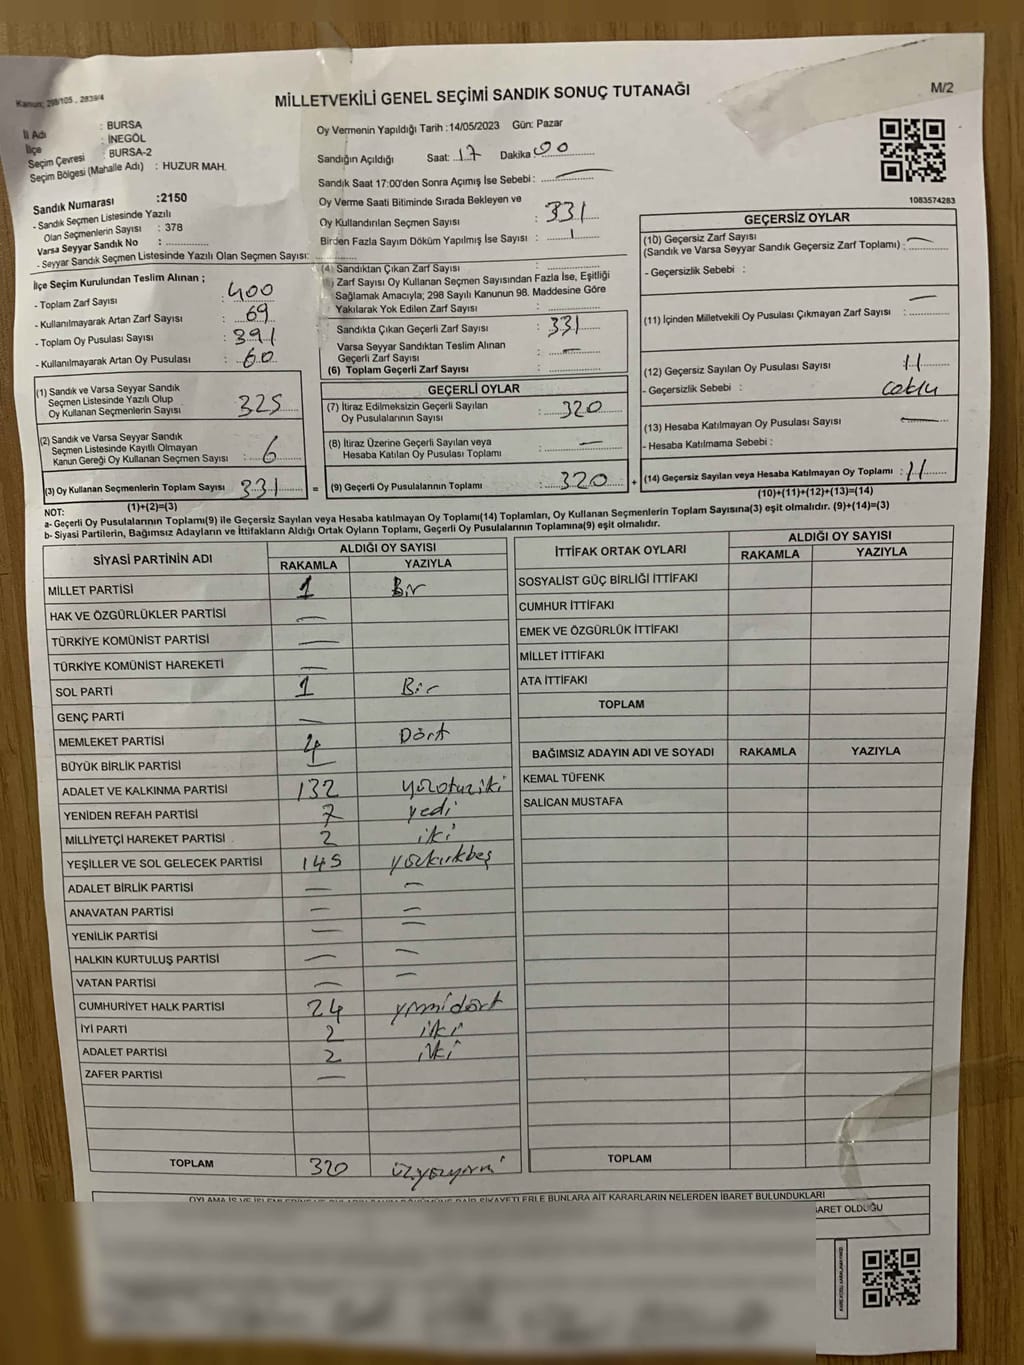 Kanun; 298/105 . 2839/4
MİLLETVEKİLİ GENEL SEÇİMİ SANDIK SONUÇ TUTANAĞI
M/2
İl Adı : BURSA
İlçe : İNEGÖL
Seçim Çevresi : BURSA-2
Seçim Bölgesi (Mahalle Adı) : HUZUR MAH.
Sandık Numarası :2150
- Sandık Seçmen Listesinde Yazılı
Olan Seçmenlerin Sayısı : 378
Varsa Seyyar Sandık No :
- Seyyar Sandık Seçmen Listesinde Yazılı Olan Seçmen Sayısı:
İlçe Seçim Kurulundan Teslim Alınan ;
- Toplam Zarf Sayısı : 400
- Kullanılmayarak Artan Zarf Sayısı : 69
- Toplam Oy Pusulası Sayısı : 391
- Kullanılmayarak Artan Oy Pusulası : 60
(1) Sandık ve Varsa Seyyar Sandık
Seçmen Listesinde Yazılı Olup
Oy Kullanan Seçmenlerin Sayısı 325
(2) Sandık ve Varsa Seyyar Sandık
Seçmen Listesinde Kayıtlı Olmayan
Kanun Gereği Oy Kullanan Seçmen Sayısı : 6
(3) Oy Kullanan Seçmenlerin Toplam Sayısı 331
(1)+(2)=(3)
Oy Vermenin Yapıldığı Tarih :14/05/2023 Gün: Pazar
Sandığın Açıldığı Saat: 17 Dakika 00
Sandık Saat 17:00'den Sonra Açımış İse Sebebi :
Oy Verme Saati Bitiminde Sırada Bekleyen ve
Oy Kullandırılan Seçmen Sayısı : 331
Birden Fazla Sayım Döküm Yapılmış İse Sayısı : 1
(4) Sandıktan Çıkan Zarf Sayısı :
Zarf Sayısı Oy Kullanan Seçmen Sayısından Fazla İse, Eşitliği
Sağlamak Amacıyla; 298 Sayılı Kanunun 98. Maddesine Göre
Yakılarak Yok Edilen Zarf Sayısı :
Sandıkta Çıkan Geçerli Zarf Sayısı : 331
Varsa Seyyar Sandıktan Teslim Alınan
Geçerli Zarf Sayısı : —
(6) Toplam Geçerli Zarf Sayısı :
GEÇERLİ OYLAR
(7) İtiraz Edilmeksizin Geçerli Sayılan
Oy Pusulalarının Sayısı : 320
(8) İtiraz Üzerine Geçerli Sayılan veya
Hesaba Katılan Oy Pusulası Toplamı : —
= (9) Geçerli Oy Pusulalarının Toplamı : 320
1083574283
GEÇERSİZ OYLAR
(10) Geçersiz Zarf Sayısı
(Sandık ve Varsa Seyyar Sandık Geçersiz Zarf Toplamı) : —
- Geçersizlik Sebebi :
(11) İçinden Milletvekili Oy Pusulası Çıkmayan Zarf Sayısı : —
(12) Geçersiz Sayılan Oy Pusulası Sayısı : 11
- Geçersizlik Sebebi :
(13) Hesaba Katılmayan Oy Pusulası Sayısı : —
- Hesaba Katılmama Sebebi :
+ (14) Geçersiz Sayılan veya Hesaba Katılmayan Oy Toplamı : 11
(10)+(11)+(12)+(13)=(14)
NOT:
a- Geçerli Oy Pusulalarının Toplamı(9) ile Geçersiz Sayılan veya Hesaba katılmayan Oy Toplamı(14) Toplamları, Oy Kullanan Seçmenlerin Toplam Sayısına(3) eşit olmalıdır. (9)+(14)=(3)
b- Siyasi Partilerin, Bağımsız Adayların ve İttifakların Aldığı Ortak Oyların Toplamı, Geçerli Oy Pusulalarının Toplamına(9) eşit olmalıdır.
SİYASİ PARTİNİN ADI ALDIĞI OY SAYISI
RAKAMLA YAZIYLA
MİLLET PARTİSİ 1 Bir
HAK VE ÖZGÜRLÜKLER PARTİSİ —
TÜRKİYE KOMÜNİST PARTİSİ —
TÜRKİYE KOMÜNİST HAREKETİ —
SOL PARTİ 1 Bir
GENÇ PARTİ —
MEMLEKET PARTİSİ 4 Dört
BÜYÜK BİRLİK PARTİSİ —
ADALET VE KALKINMA PARTİSİ 132 yüzotuziki
YENİDEN REFAH PARTİSİ 7 yedi
MİLLİYETÇİ HAREKET PARTİSİ 2 iki
YEŞİLLER VE SOL GELECEK PARTİSİ 145 yüzkırkbeş
ADALET BİRLİK PARTİSİ — —
ANAVATAN PARTİSİ — —
YENİLİK PARTİSİ — —
HALKIN KURTULUŞ PARTİSİ — —
VATAN PARTİSİ — —
CUMHURİYET HALK PARTİSİ 24 yirmidört
İYİ PARTİ 2 iki
ADALET PARTİSİ 2 iki
ZAFER PARTİSİ —
TOPLAM 320 üçyüzyirmi
İTTİFAK ORTAK OYLARI ALDIĞI OY SAYISI
RAKAMLA YAZIYLA
SOSYALİST GÜÇ BİRLİĞİ İTTİFAKI
CUMHUR İTTİFAKI
EMEK VE ÖZGÜRLÜK İTTİFAKI
MİLLET İTTİFAKI
ATA İTTİFAKI
TOPLAM
BAĞIMSIZ ADAYIN ADI VE SOYADI RAKAMLA YAZIYLA
KEMAL TÜFENK
SALİCAN MUSTAFA
TOPLAM
OYLAMA İŞ VE İŞLEMLERİNE VE BUNLARIN SAYIM DÖKÜMÜNE DAİR ŞİKAYETLERLE BUNLARA AİT KARARLARIN NELERDEN İBARET BULUNDUKLARI
BARET OLDUĞU